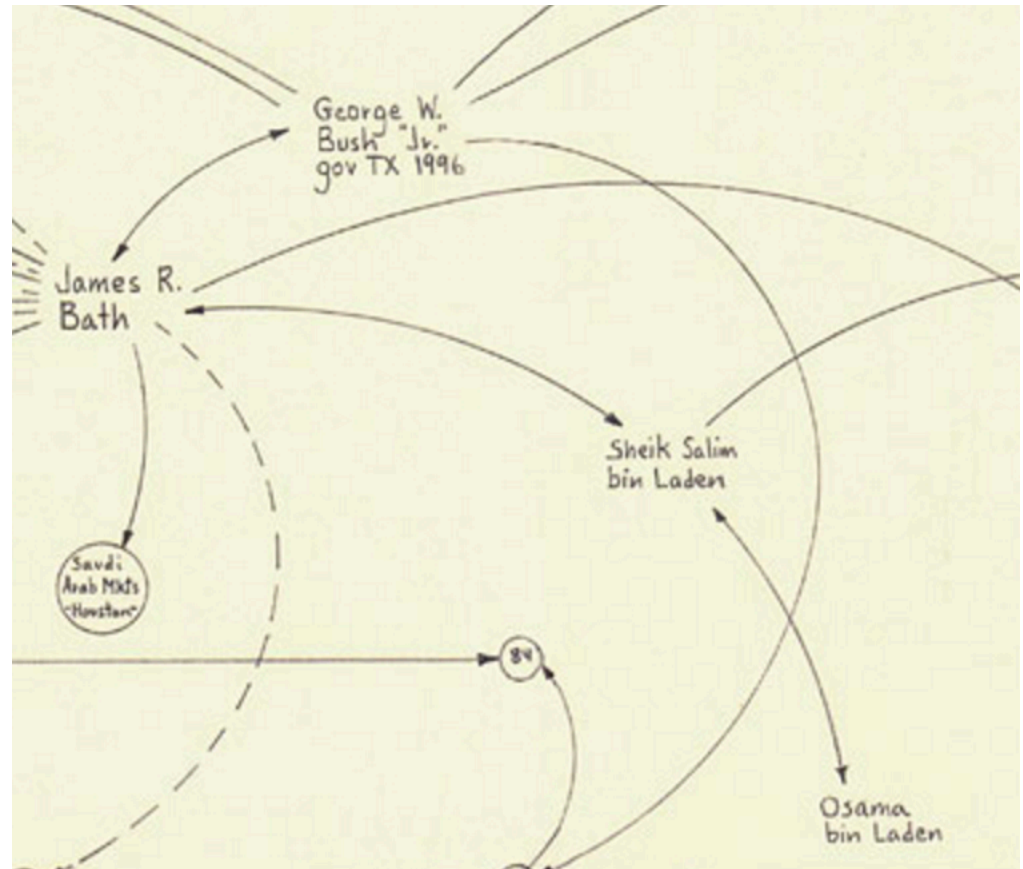 George W.
Bush "Jr."
gov TX 1996
James R.
Bath
Sheik Salim
bin Laden
Saudi
Arab Mkts
-Houston-
84
Osama
bin Laden